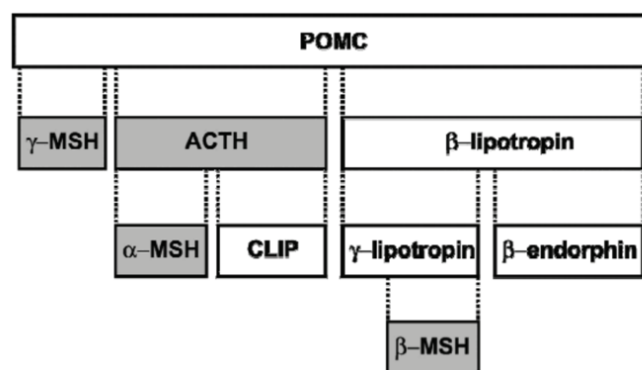 POMC
γ–MSH ACTH β–lipotropin
α–MSH CLIP γ–lipotropin β–endorphin
β–MSH